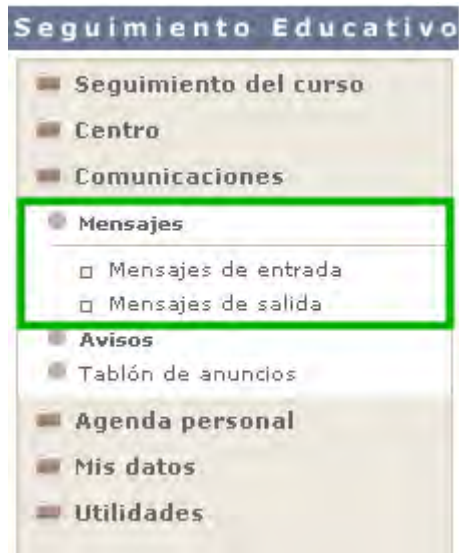 Seguimiento Educativo
Seguimiento del curso
Centro
Comunicaciones
Mensajes
Mensajes de entrada
Mensajes de salida
Avisos
Tablón de anuncios
Agenda personal
Mis datos
Utilidades